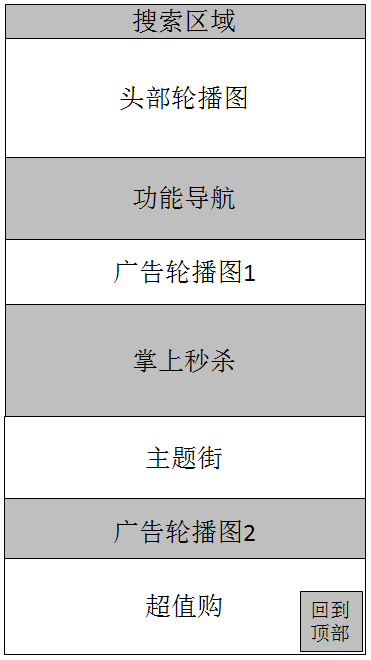 搜索区域
头部轮播图
功能导航
广告轮播图1
掌上秒杀
主题街
广告轮播图2
超值购
回到
顶部